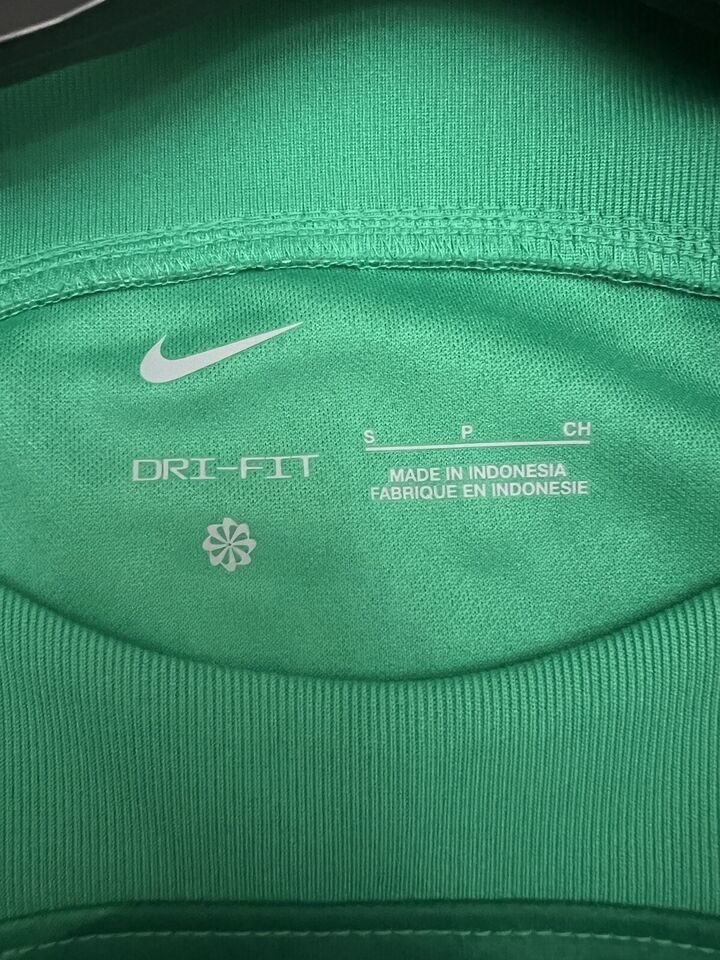 DRI-FIT
S P CH
MADE IN INDONESIA
FABRIQUE EN INDONESIE